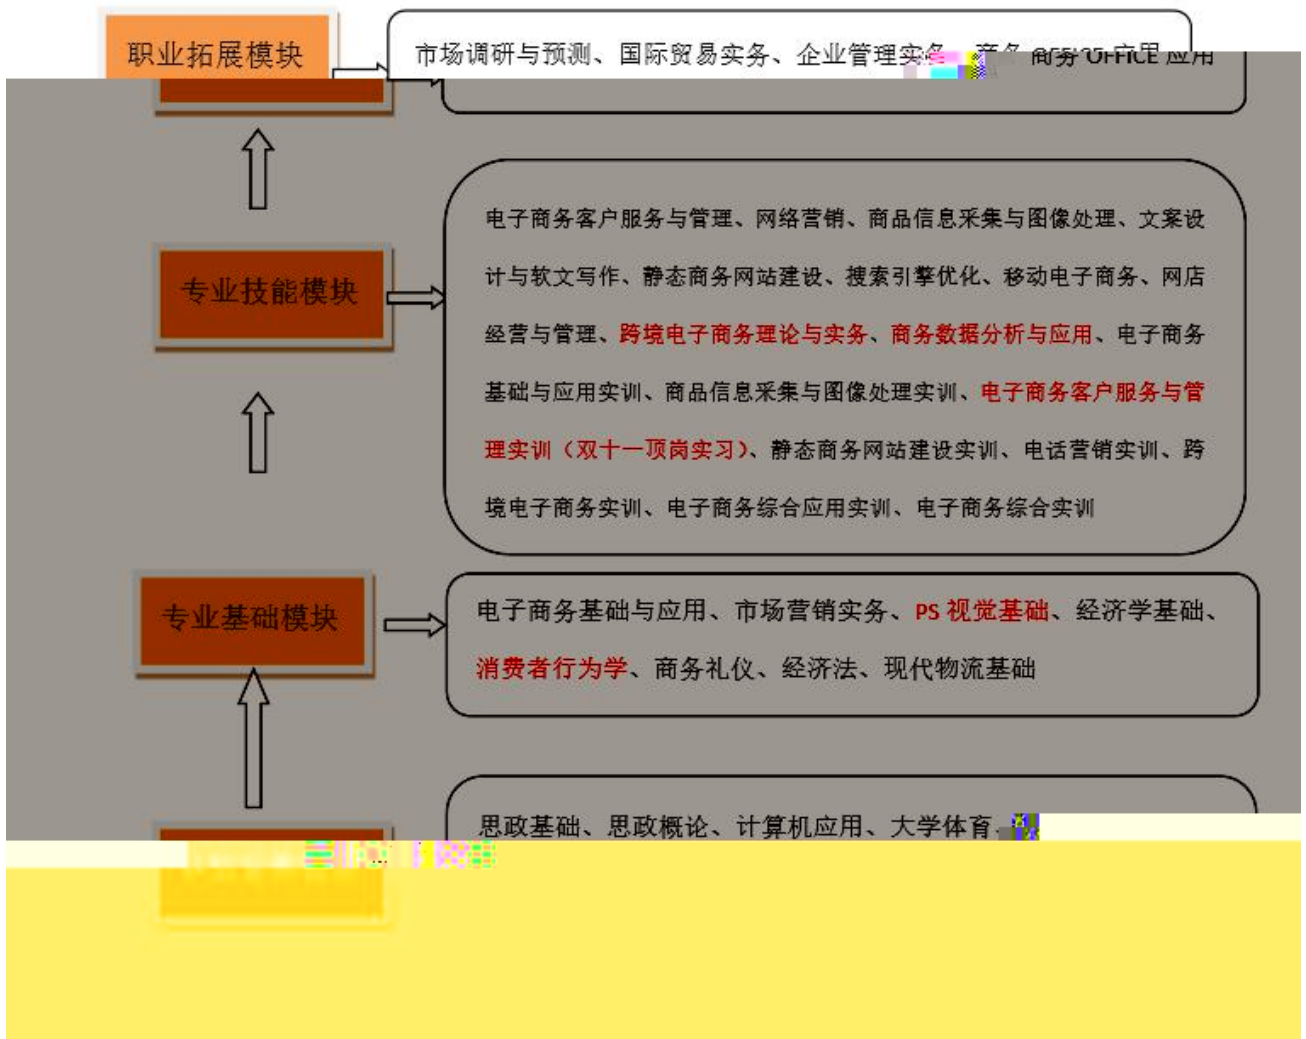 职业拓展模块
市场调研与预测、国际贸易实务、企业管理实务、商务 OFFICE 应用
专业技能模块
电子商务客户服务与管理、网络营销、商品信息采集与图像处理、文案设
计与软文写作、静态商务网站建设、搜索引擎优化、移动电子商务、网店
经营与管理、跨境电子商务理论与实务、商务数据分析与应用、电子商务
基础与应用实训、商品信息采集与图像处理实训、电子商务客户服务与管
理实训（双十一顶岗实习）、静态商务网站建设实训、电话营销实训、跨
境电子商务实训、电子商务综合应用实训、电子商务综合实训
专业基础模块
电子商务基础与应用、市场营销实务、PS 视觉基础、经济学基础、
消费者行为学、商务礼仪、经济法、现代物流基础
思政基础、思政概论、计算机应用、大学体育、